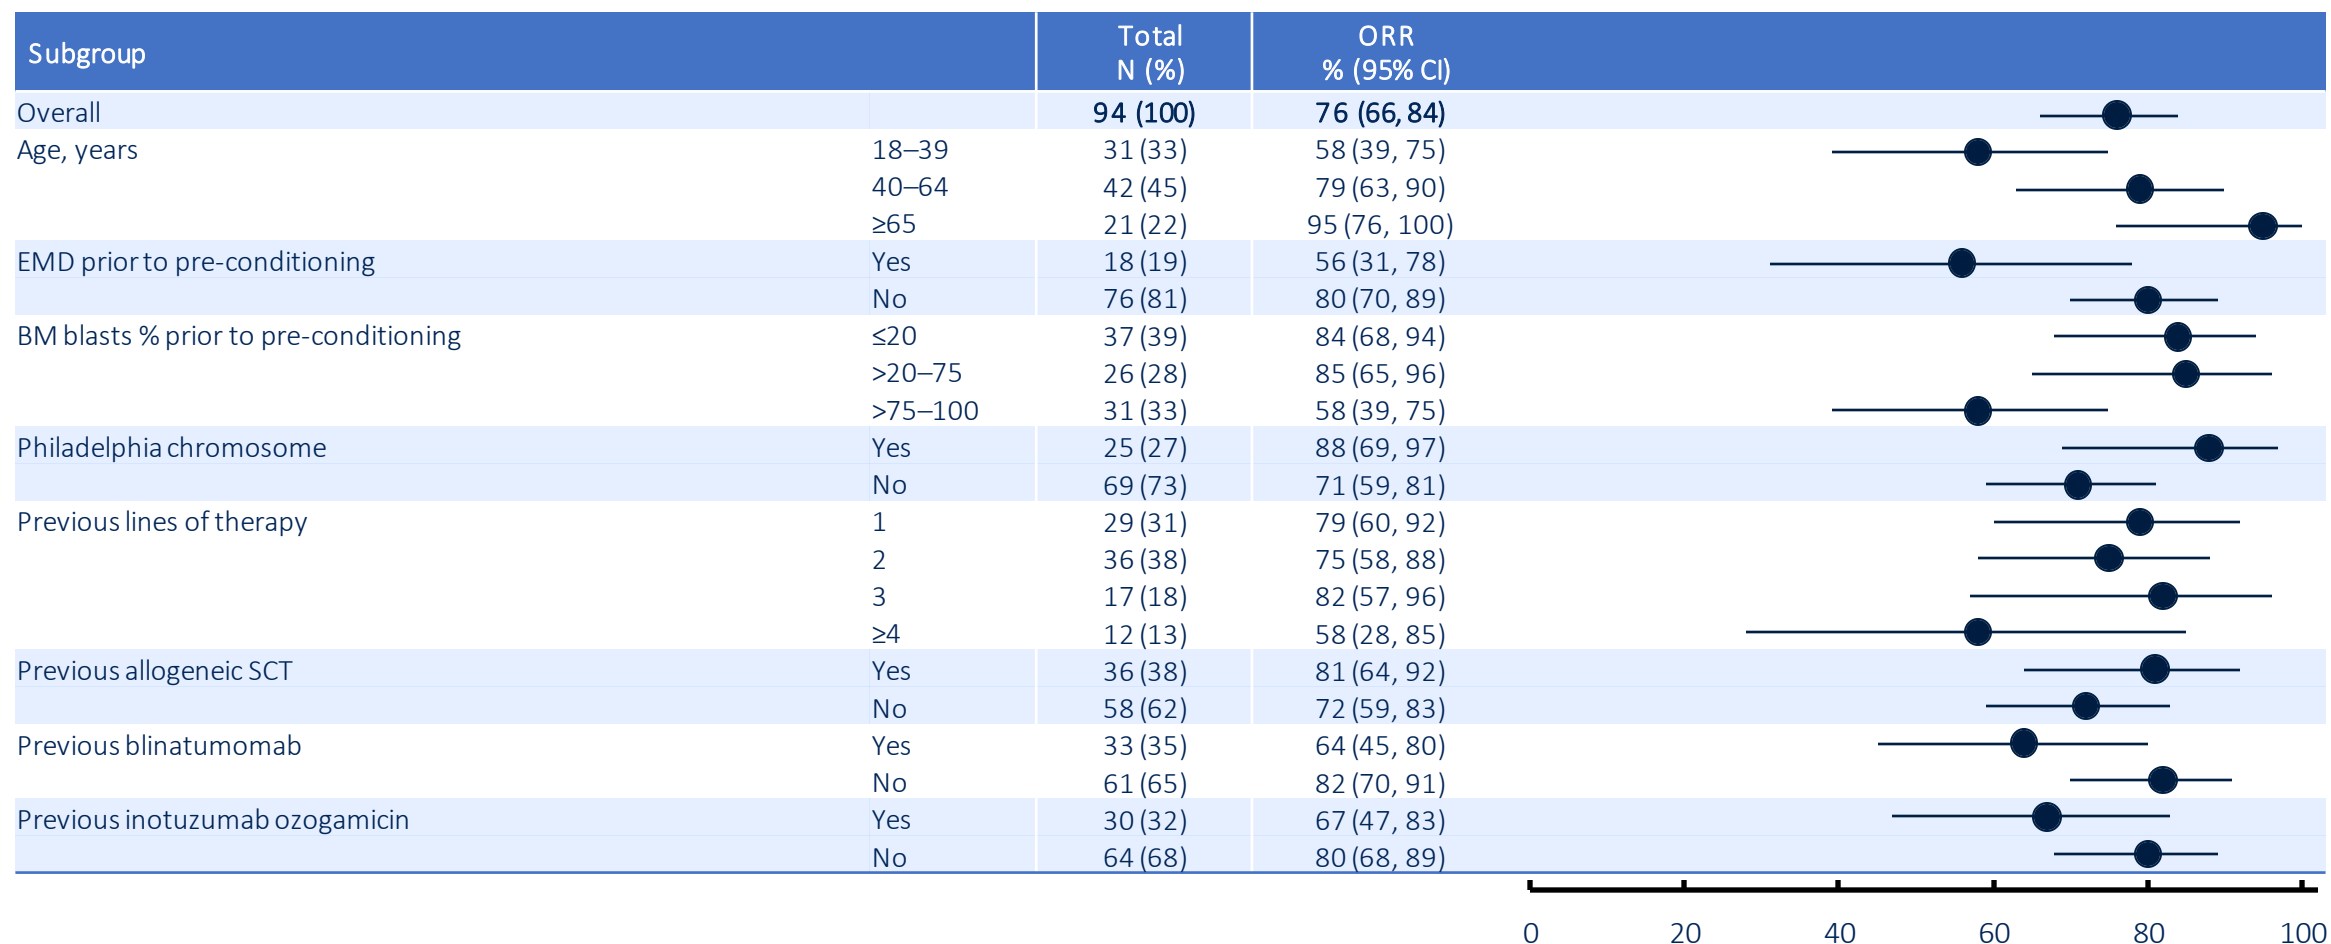 Subgroup Total N (%) ORR % (95% CI)
Overall 94 (100) 76 (66, 84)
Age, years 18–39 31 (33) 58 (39, 75)
40–64 42 (45) 79 (63, 90)
≥65 21 (22) 95 (76, 100)
EMD prior to pre-conditioning Yes 18 (19) 56 (31, 78)
No 76 (81) 80 (70, 89)
BM blasts % prior to pre-conditioning ≤20 37 (39) 84 (68, 94)
>20–75 26 (28) 85 (65, 96)
>75–100 31 (33) 58 (39, 75)
Philadelphia chromosome Yes 25 (27) 88 (69, 97)
No 69 (73) 71 (59, 81)
Previous lines of therapy 1 29 (31) 79 (60, 92)
2 36 (38) 75 (58, 88)
3 17 (18) 82 (57, 96)
≥4 12 (13) 58 (28, 85)
Previous allogeneic SCT Yes 36 (38) 81 (64, 92)
No 58 (62) 72 (59, 83)
Previous blinatumomab Yes 33 (35) 64 (45, 80)
No 61 (65) 82 (70, 91)
Previous inotuzumab ozogamicin Yes 30 (32) 67 (47, 83)
No 64 (68) 80 (68, 89)
0 20 40 60 80 100